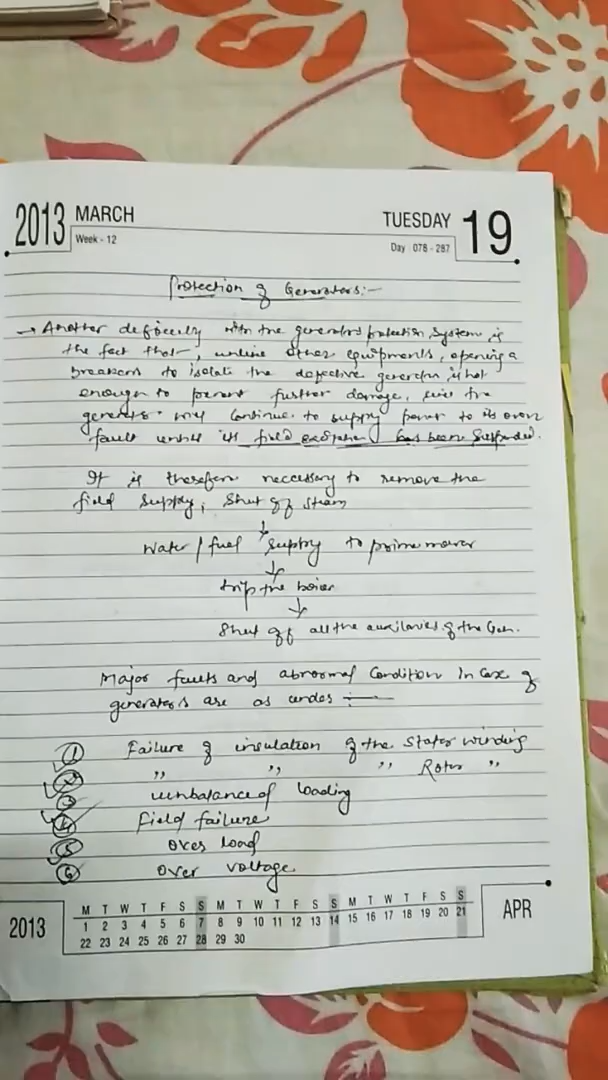 2013 MARCH
Week - 12
TUESDAY 19
Day 078 - 287
Protection of Generators:-
→ Another difficulty with the generators protection system is
the fact that, unlike other equipments, opening a
breakers to isolate the defective generator is not
enough to prevent further damage, since the
generator will continue to supply power to its own
fault until its field excitation has been suspended.
It is therefore necessary to remove the
field supply, shut off steam
↓
water / fuel supply to prime mover
↓
trip the boiler
↓
Shut off all the auxilaries of the Gen.
Major faults and abnormal Condition In Case of
generators are as under :-
① Failure of insulation of the stator winding
② " " " Rotor "
③ unbalance of loading
④ field failure
⑤ over load
⑥ over voltage
2013
M T W T F S S M T W T F S S M T W T F S S
1 2 3 4 5 6 7 8 9 10 11 12 13 14 15 16 17 18 19 20 21
22 23 24 25 26 27 28 29 30
APR